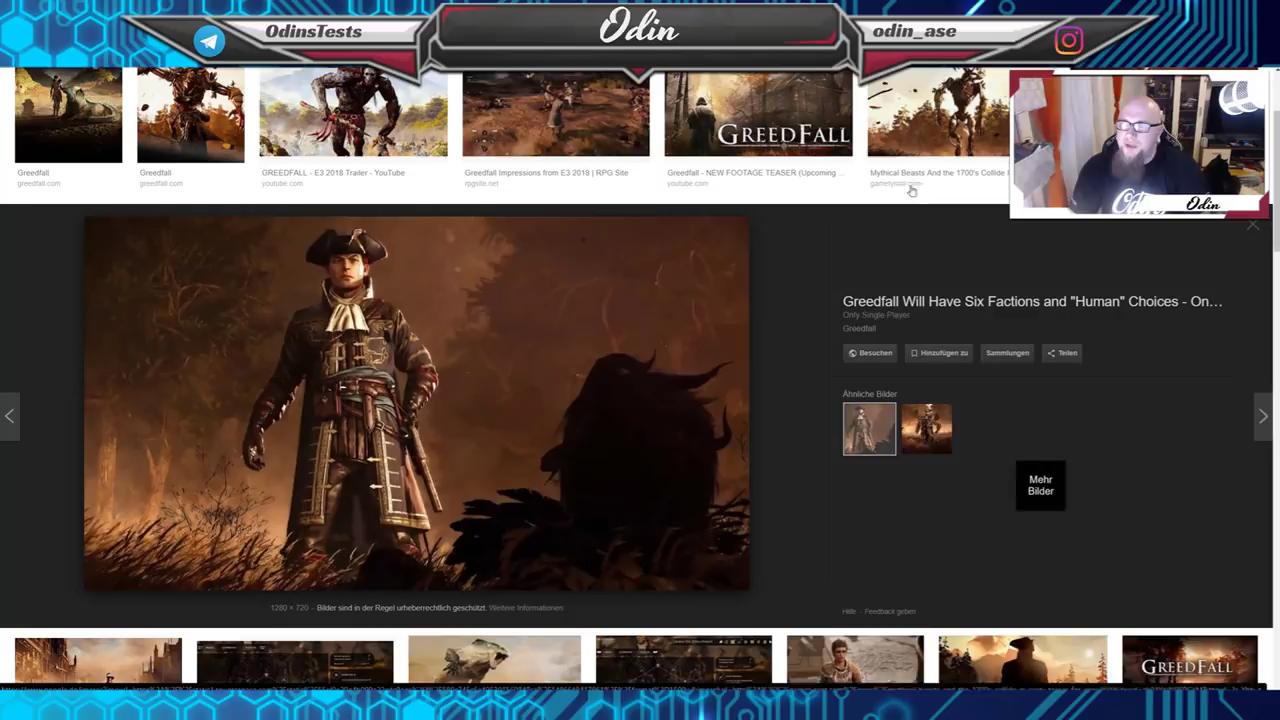 OdinsTests
Odin
odin_ase
GREEDFALL
Odin
Greedfall
greedfall.com
Greedfall
greedfall.com
GREEDFALL - E3 2018 Trailer - YouTube
youtube.com
Greedfall Impressions from E3 2018 | RPG Site
rpgsite.net
Greedfall - NEW FOOTAGE TEASER (Upcoming ...
youtube.com
Mythical Beasts And the 1700's Collide
Greedfall Will Have Six Factions and "Human" Choices - On...
Only Single Player
Greedfall
Besuchen
Hinzufügen zu
Sammlungen
Teilen
Ähnliche Bilder
Mehr
Bilder
1280 × 720 - Bilder sind in der Regel urheberrechtlich geschützt. Weitere Informationen
Hilfe - Feedback geben
GREEDFALL